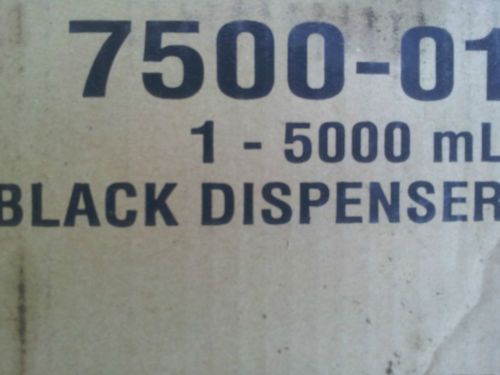 7500-01
1 - 5000 mL
BLACK DISPENSER